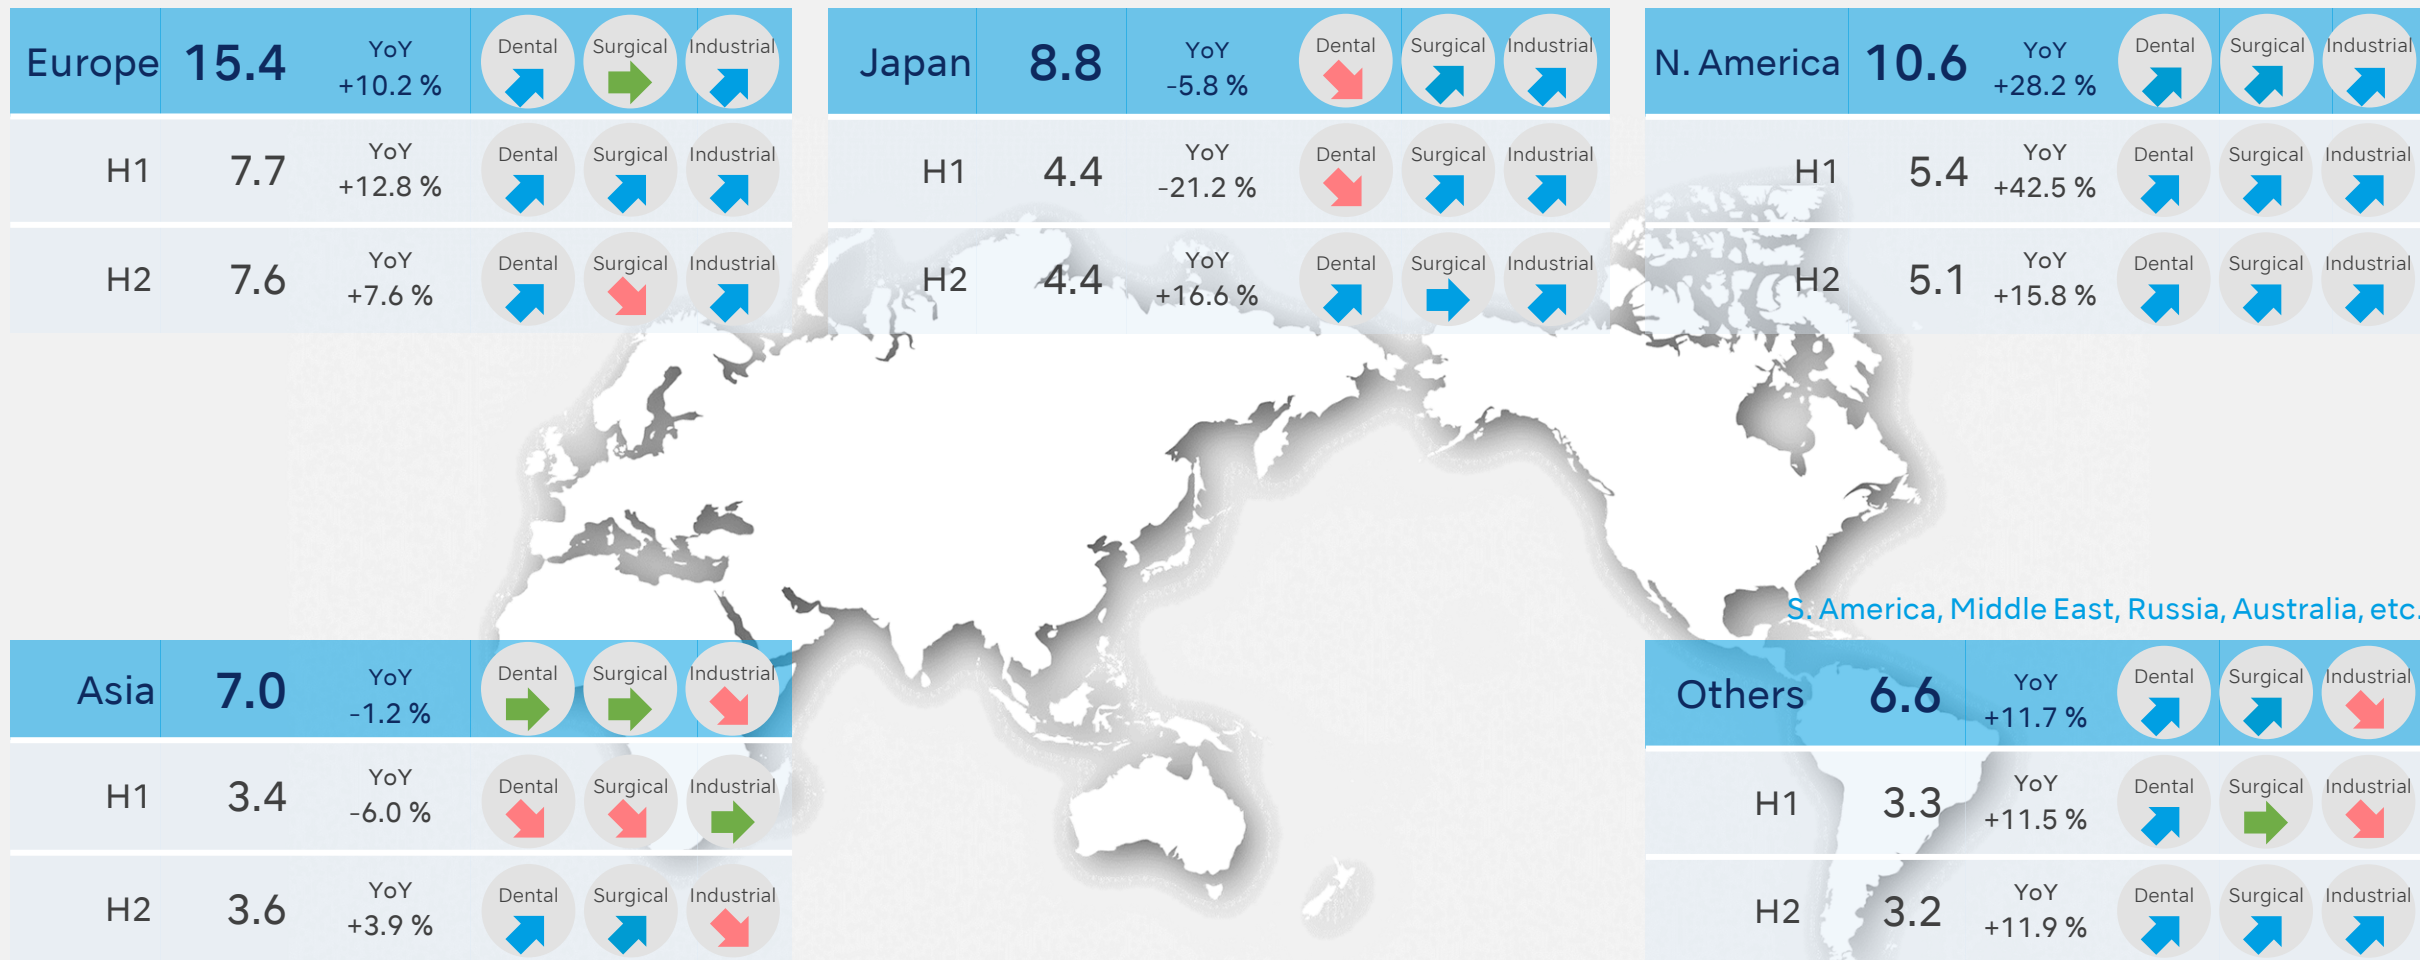 Europe 15.4 YoY +10.2 % Dental Surgical Industrial
H1 7.7 YoY +12.8 % Dental Surgical Industrial
H2 7.6 YoY +7.6 % Dental Surgical Industrial
Japan 8.8 YoY -5.8 % Dental Surgical Industrial
H1 4.4 YoY -21.2 % Dental Surgical Industrial
H2 4.4 YoY +16.6 % Dental Surgical Industrial
N. America 10.6 YoY +28.2 % Dental Surgical Industrial
H1 5.4 YoY +42.5 % Dental Surgical Industrial
H2 5.1 YoY +15.8 % Dental Surgical Industrial
Asia 7.0 YoY -1.2 % Dental Surgical Industrial
H1 3.4 YoY -6.0 % Dental Surgical Industrial
H2 3.6 YoY +3.9 % Dental Surgical Industrial
S. America, Middle East, Russia, Australia, etc.
Others 6.6 YoY +11.7 % Dental Surgical Industrial
H1 3.3 YoY +11.5 % Dental Surgical Industrial
H2 3.2 YoY +11.9 % Dental Surgical Industrial